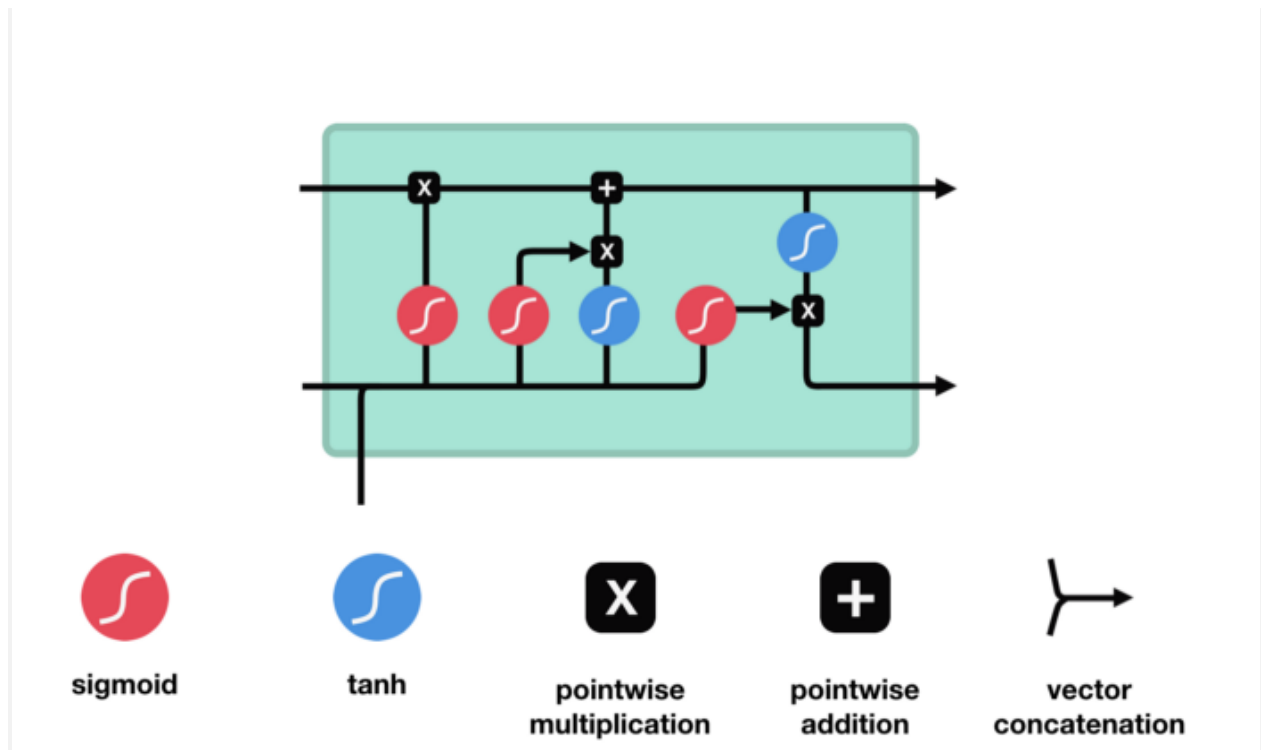 X
+
X
X
sigmoid
tanh
X
pointwise
multiplication
+
pointwise
addition
vector
concatenation